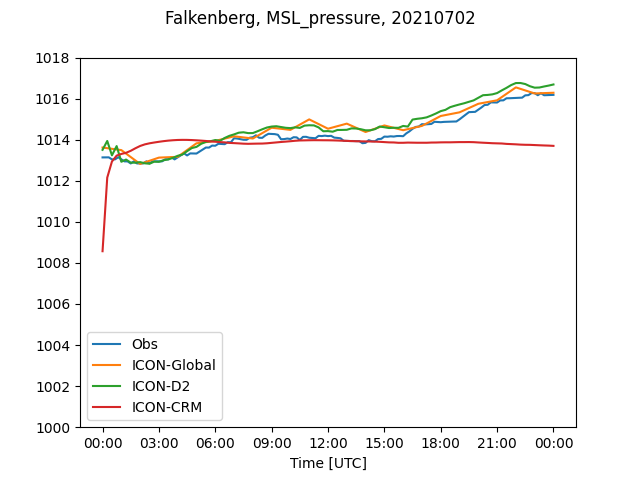 Falkenberg, MSL_pressure, 20210702
1018
1016
1014
1012
1010
1008
1006
1004
1002
1000
Obs
ICON-Global
ICON-D2
ICON-CRM
00:00 03:00 06:00 09:00 12:00 15:00 18:00 21:00 00:00
Time [UTC]